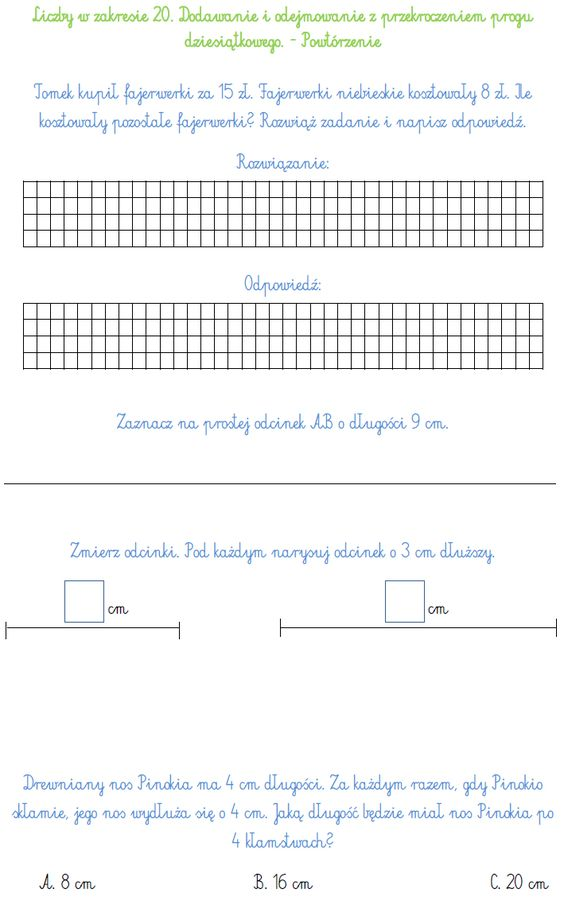 Liczby w zakresie 20. Dodawanie i odejmowanie z przekroczeniem progu
dziesiątkowego. - Powtórzenie
Tomek kupił fajerwerki za 15 zł. Fajerwerki niebieskie kosztowały 8 zł. Ile
kosztowały pozostałe fajerwerki? Rozwiąż zadanie i napisz odpowiedź.
Rozwiązanie:
Odpowiedź:
Zaznacz na prostej odcinek AB o długości 9 cm.
Zmierz odcinki. Pod każdym narysuj odcinek o 3 cm dłuższy.
cm cm
Drewniany nos Pinokia ma 4 cm długości. Za każdym razem, gdy Pinokio
skłamie, jego nos wydłuża się o 4 cm. Jaką długość będzie miał nos Pinokia po
4 kłamstwach?
A. 8 cm B. 16 cm C. 20 cm